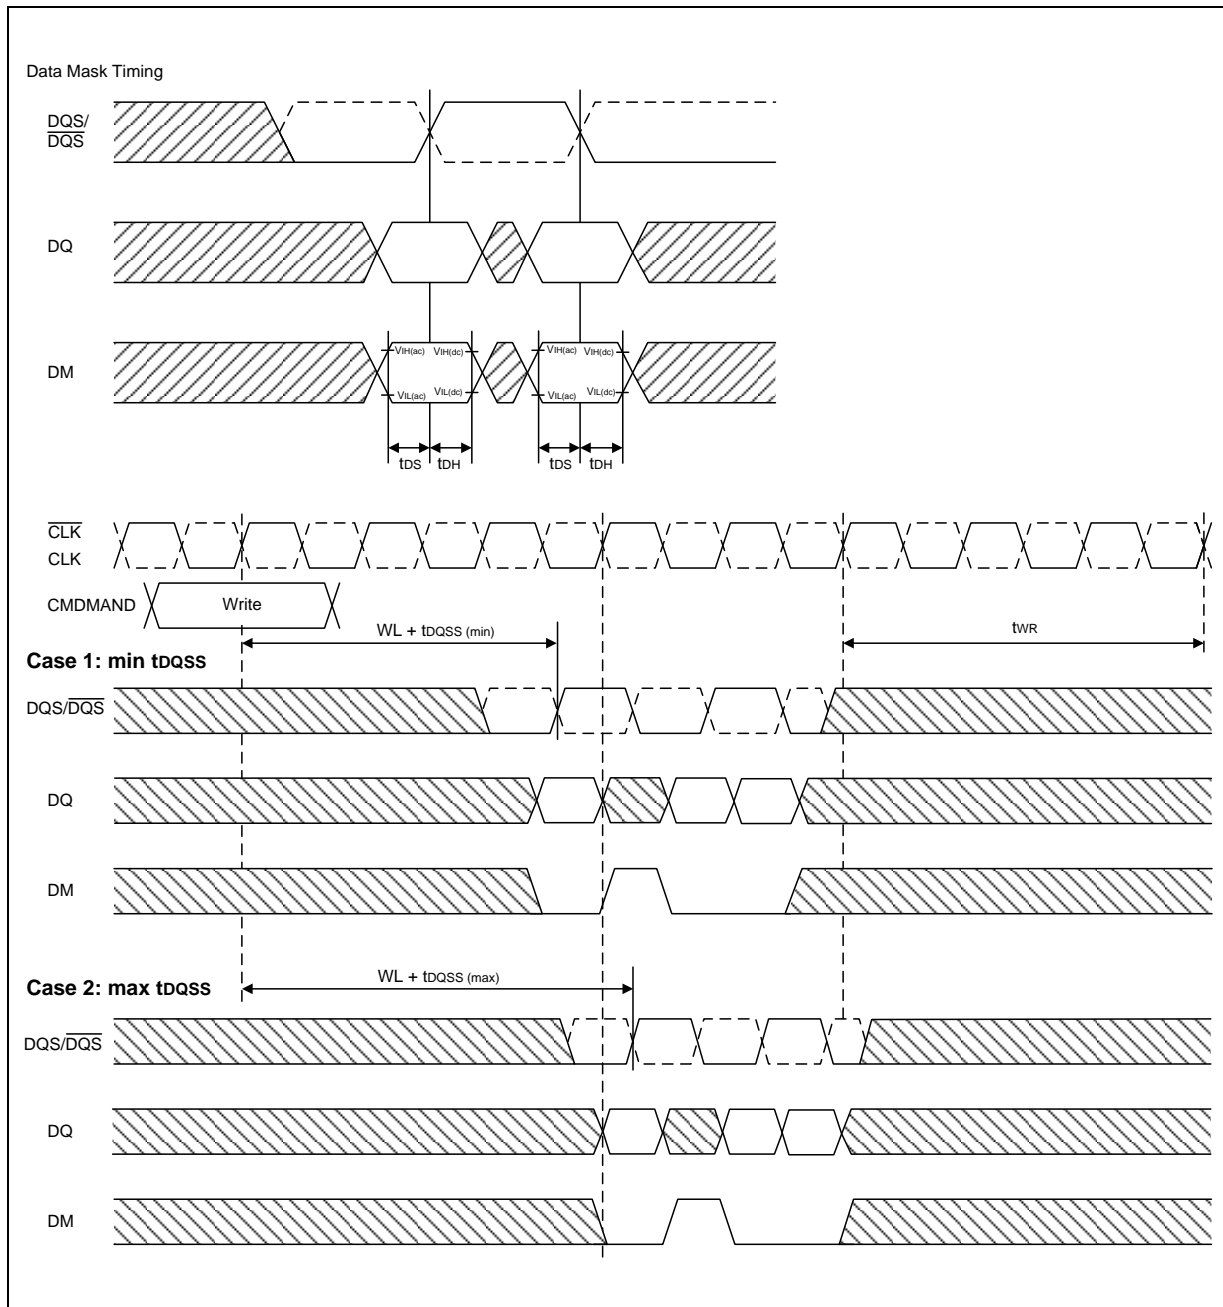 Data Mask Timing
DQS/
DQS
DQ
DM
VIH(ac) VIH(dc) VIH(ac) VIH(dc)
VIL(ac) VIL(dc) VIL(ac) VIL(dc)
tDS tDH tDS tDH
CLK
CLK
CMDMAND Write
WL + tDQSS (min) tWR
Case 1: min tDQSS
DQS/DQS
DQ
DM
WL + tDQSS (max)
Case 2: max tDQSS
DQS/DQS
DQ
DM